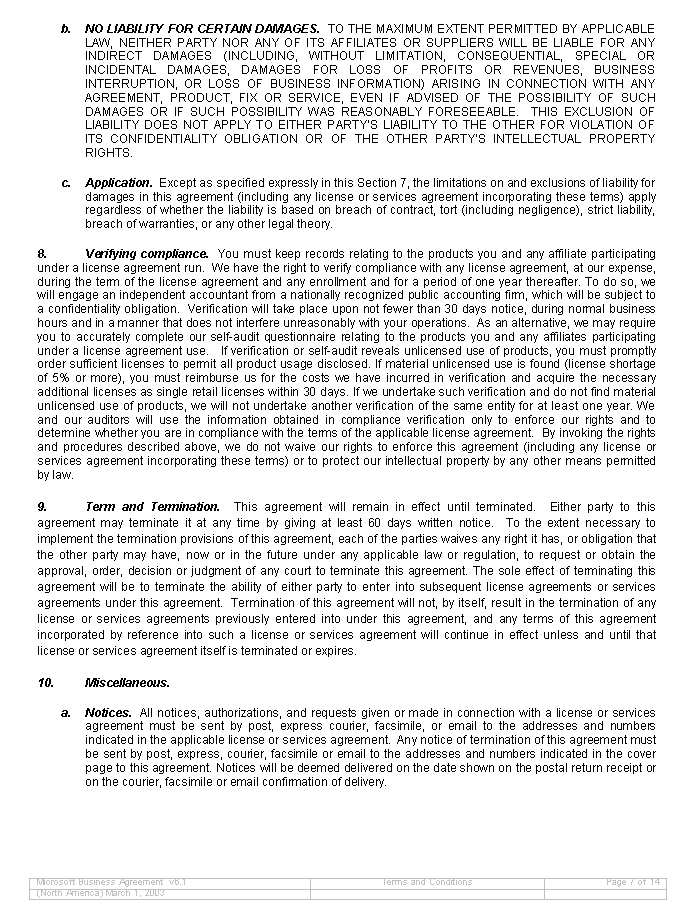 b. NO LIABILITY FOR CERTAIN DAMAGES. TO THE MAXIMUM EXTENT PERMITTED BY APPLICABLE
LAW, NEITHER PARTY NOR ANY OF ITS AFFILIATES OR SUPPLIERS WILL BE LIABLE FOR ANY
INDIRECT DAMAGES (INCLUDING, WITHOUT LIMITATION, CONSEQUENTIAL, SPECIAL OR
INCIDENTAL DAMAGES, DAMAGES FOR LOSS OF PROFITS OR REVENUES, BUSINESS
INTERRUPTION, OR LOSS OF BUSINESS INFORMATION) ARISING IN CONNECTION WITH ANY
AGREEMENT, PRODUCT, FIX OR SERVICE, EVEN IF ADVISED OF THE POSSIBILITY OF SUCH
DAMAGES OR IF SUCH POSSIBILITY WAS REASONABLY FORESEEABLE. THIS EXCLUSION OF
LIABILITY DOES NOT APPLY TO EITHER PARTY'S LIABILITY TO THE OTHER FOR VIOLATION OF
ITS CONFIDENTIALITY OBLIGATION OR OF THE OTHER PARTY'S INTELLECTUAL PROPERTY
RIGHTS.
c. Application. Except as specified expressly in this Section 7, the limitations on and exclusions of liability for
damages in this agreement (including any license or services agreement incorporating these terms) apply
regardless of whether the liability is based on breach of contract, tort (including negligence), strict liability,
breach of warranties, or any other legal theory.
8. Verifying compliance. You must keep records relating to the products you and any affiliate participating
under a license agreement run. We have the right to verify compliance with any license agreement, at our expense,
during the term of the license agreement and any enrollment and for a period of one year thereafter. To do so, we
will engage an independent accountant from a nationally recognized public accounting firm, which will be subject to
a confidentiality obligation. Verification will take place upon not fewer than 30 days notice, during normal business
hours and in a manner that does not interfere unreasonably with your operations. As an alternative, we may require
you to accurately complete our self-audit questionnaire relating to the products you and any affiliates participating
under a license agreement use. If verification or self-audit reveals unlicensed use of products, you must promptly
order sufficient licenses to permit all product usage disclosed. If material unlicensed use is found (license shortage
of 5% or more), you must reimburse us for the costs we have incurred in verification and acquire the necessary
additional licenses as single retail licenses within 30 days. If we undertake such verification and do not find material
unlicensed use of products, we will not undertake another verification of the same entity for at least one year. We
and our auditors will use the information obtained in compliance verification only to enforce our rights and to
determine whether you are in compliance with the terms of the applicable license agreement. By invoking the rights
and procedures described above, we do not waive our rights to enforce this agreement (including any license or
services agreement incorporating these terms) or to protect our intellectual property by any other means permitted
by law.
9. Term and Termination. This agreement will remain in effect until terminated. Either party to this
agreement may terminate it at any time by giving at least 60 days written notice. To the extent necessary to
implement the termination provisions of this agreement, each of the parties waives any right it has, or obligation that
the other party may have, now or in the future under any applicable law or regulation, to request or obtain the
approval, order, decision or judgment of any court to terminate this agreement. The sole effect of terminating this
agreement will be to terminate the ability of either party to enter into subsequent license agreements or services
agreements under this agreement. Termination of this agreement will not, by itself, result in the termination of any
license or services agreements previously entered into under this agreement, and any terms of this agreement
incorporated by reference into such a license or services agreement will continue in effect unless and until that
license or services agreement itself is terminated or expires.
10. Miscellaneous.
a. Notices. All notices, authorizations, and requests given or made in connection with a license or services
agreement must be sent by post, express courier, facsimile, or email to the addresses and numbers
indicated in the applicable license or services agreement. Any notice of termination of this agreement must
be sent by post, express, courier, facsimile or email to the addresses and numbers indicated in the cover
page to this agreement. Notices will be deemed delivered on the date shown on the postal return receipt or
on the courier, facsimile or email confirmation of delivery.
Microsoft Business Agreement v6.1 Terms and Conditions Page 7 of 14
(North America) March 1, 2003